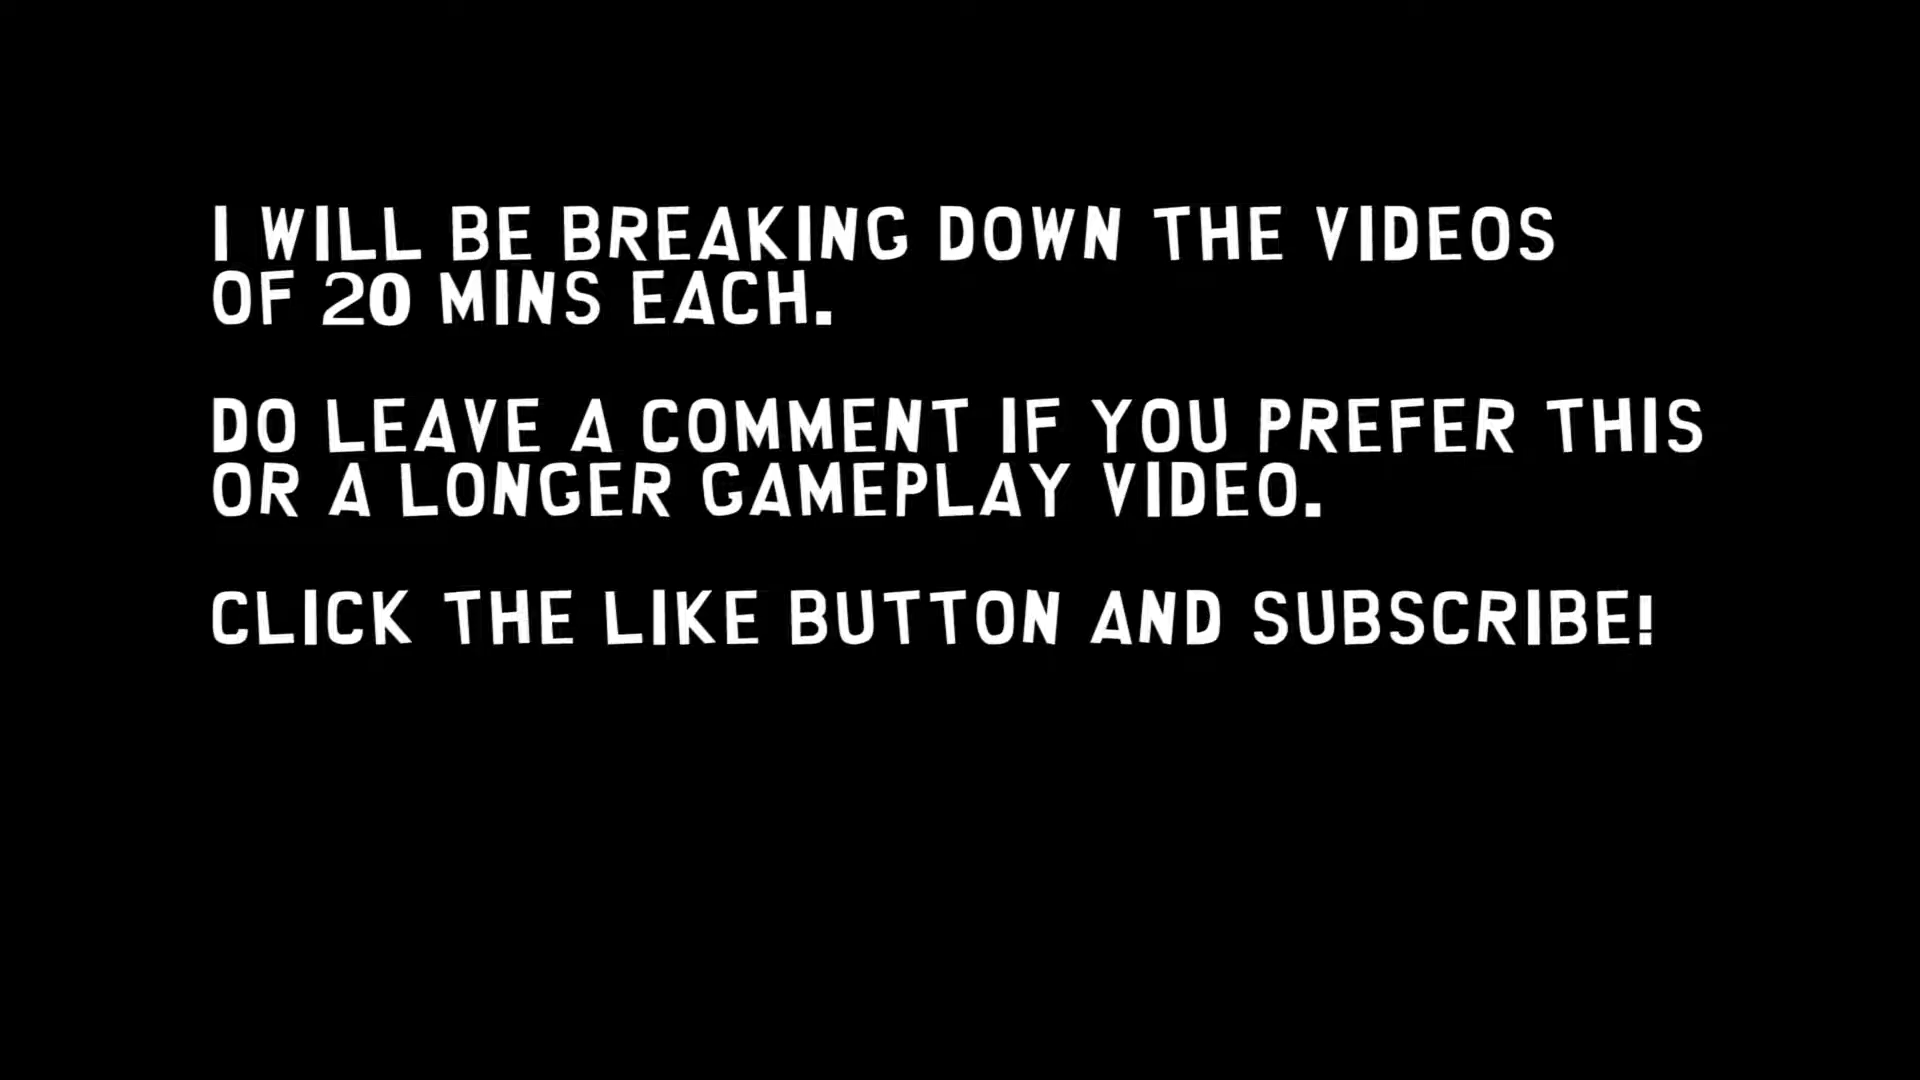 I WILL BE BREAKING DOWN THE VIDEOS
OF 20 MINS EACH.
DO LEAVE A COMMENT IF YOU PREFER THIS
OR A LONGER GAMEPLAY VIDEO.
CLICK THE LIKE BUTTON AND SUBSCRIBE!